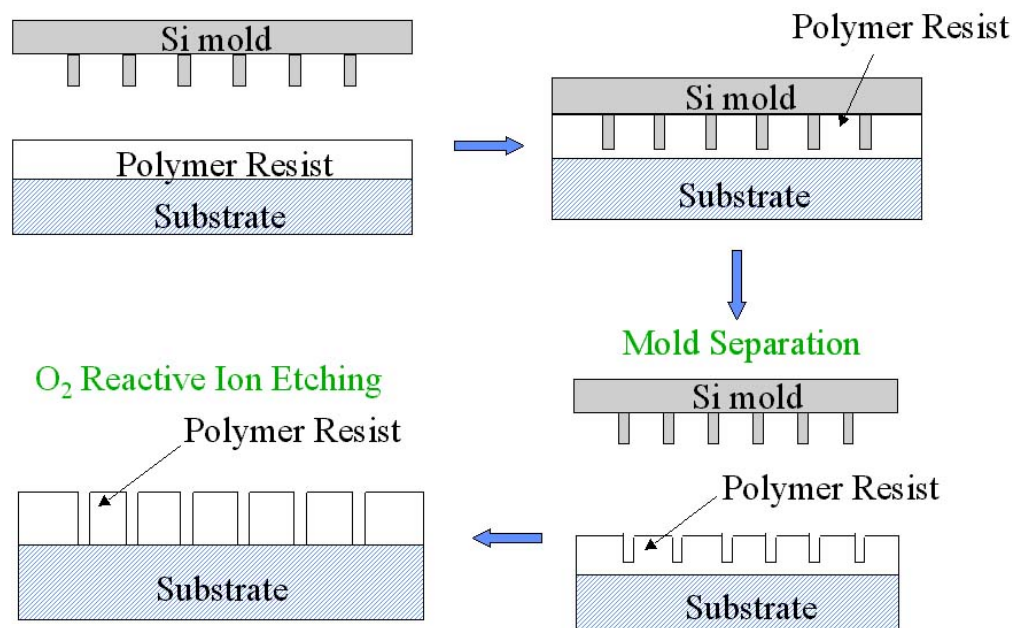 Si mold
Polymer Resist
Substrate
Polymer Resist
Si mold
Substrate
Mold Separation
Si mold
Polymer Resist
Substrate
O₂ Reactive Ion Etching
Polymer Resist
Substrate